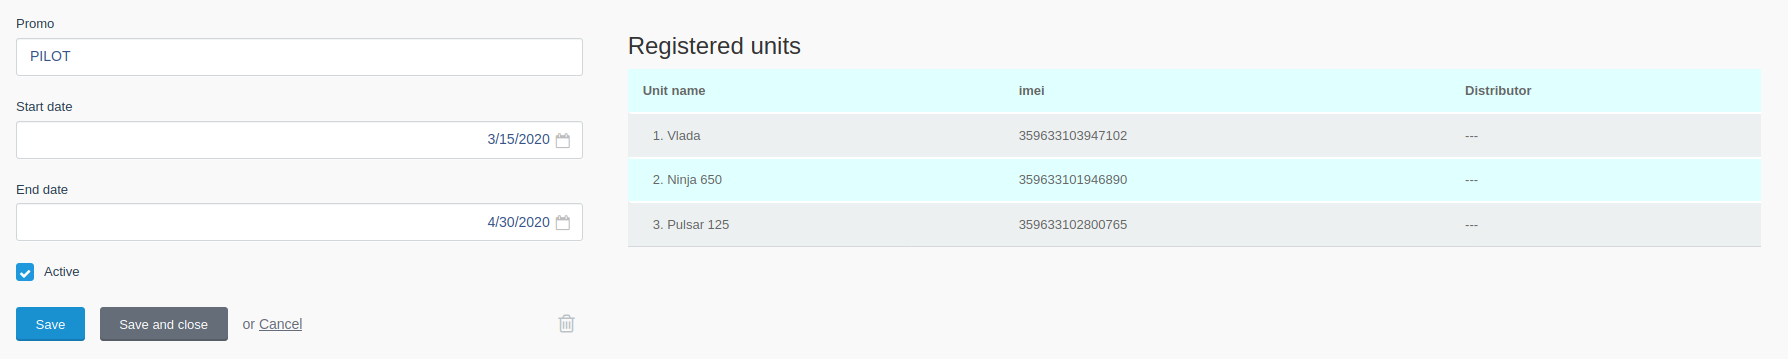 Promo
PILOT
Start date
3/15/2020
End date
4/30/2020
Active
Save Save and close or Cancel
Registered units
Unit name imei Distributor
1. Vlada 359633103947102 ---
2. Ninja 650 359633101946890 ---
3. Pulsar 125 359633102800765 ---